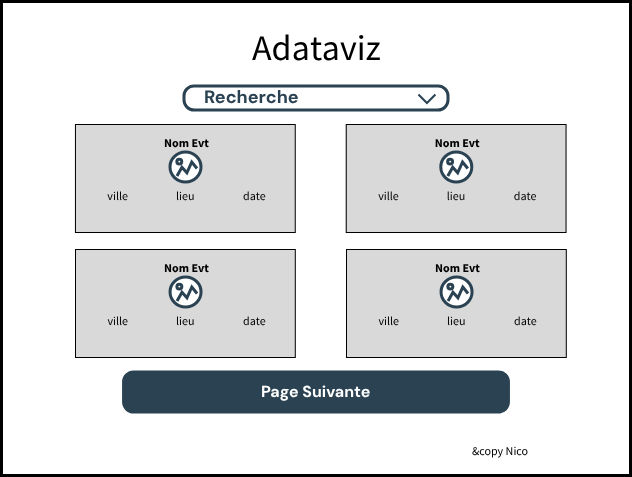 Adataviz
Recherche
Nom Evt
ville lieu date
Nom Evt
ville lieu date
Nom Evt
ville lieu date
Nom Evt
ville lieu date
Page Suivante
&copy Nico